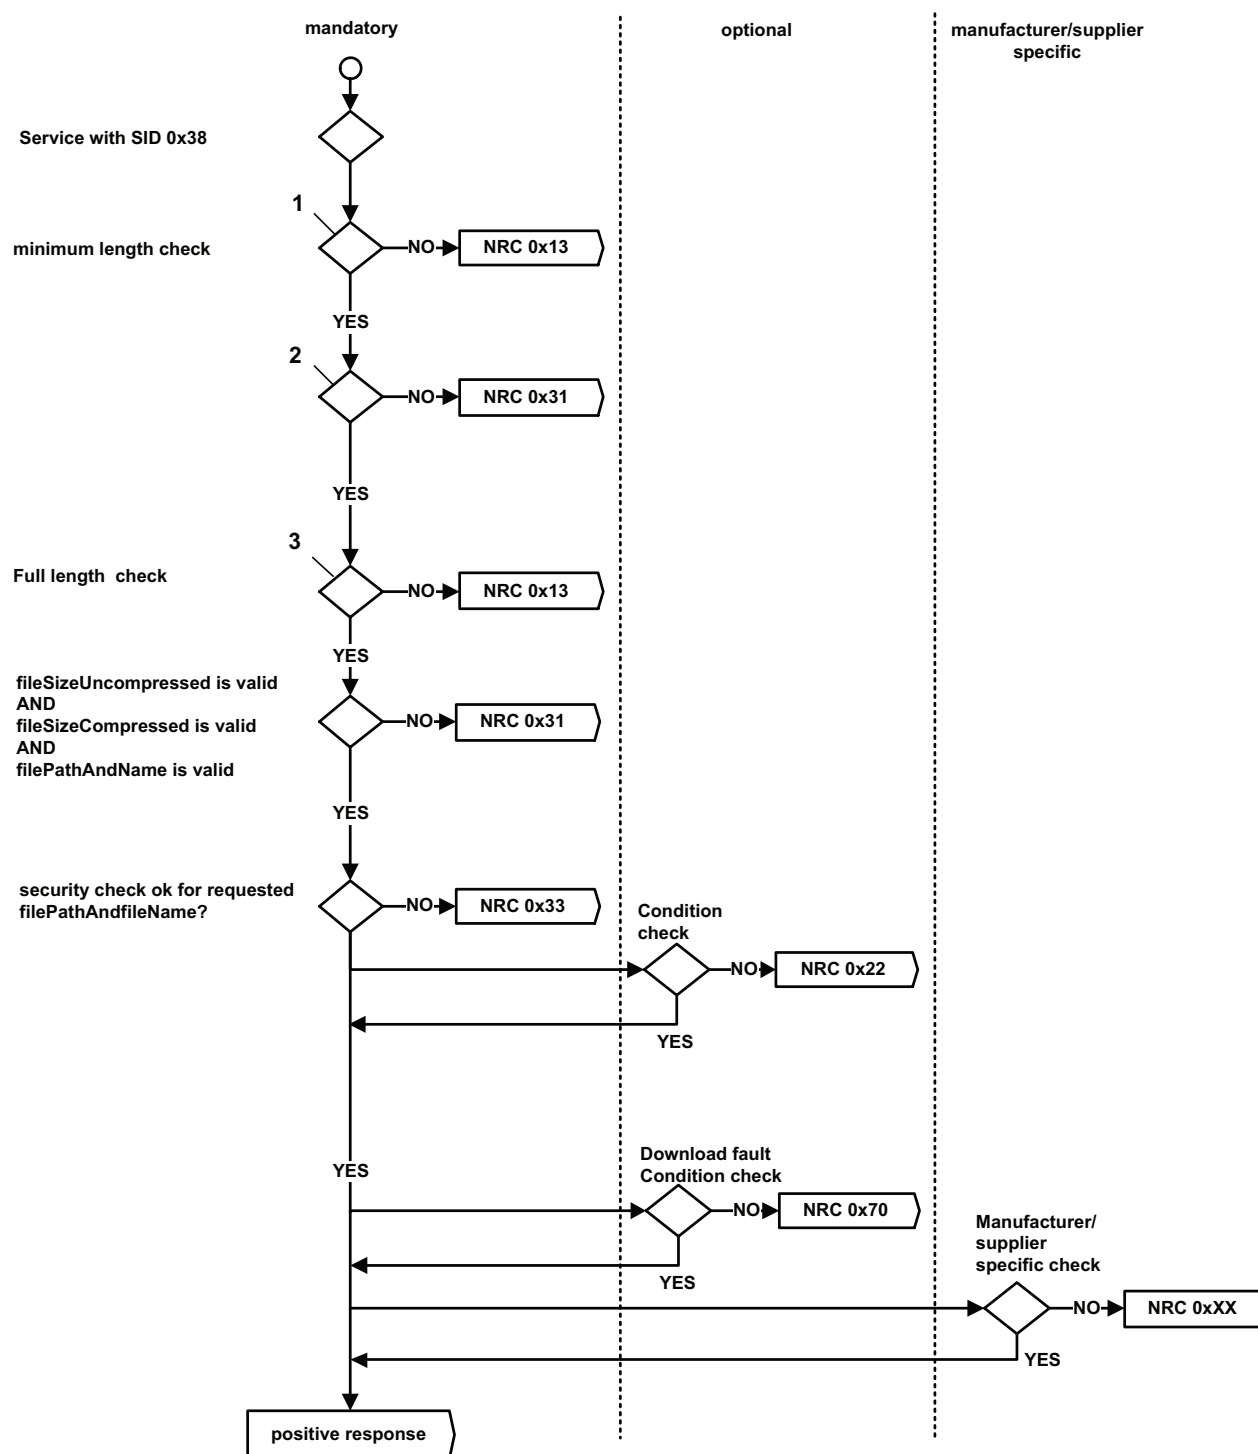 mandatory
optional
manufacturer/supplier
specific
Service with SID 0x38
1
minimum length check
NO
NRC 0x13
YES
2
NO
NRC 0x31
YES
3
Full length check
NO
NRC 0x13
YES
fileSizeUncompressed is valid
AND
fileSizeCompressed is valid
AND
filePathAndName is valid
NO
NRC 0x31
YES
security check ok for requested
filePathAndfileName?
NO
NRC 0x33
Condition
check
NO
NRC 0x22
YES
YES
Download fault
Condition check
NO
NRC 0x70
YES
Manufacturer/
supplier
specific check
NO
NRC 0xXX
YES
positive response